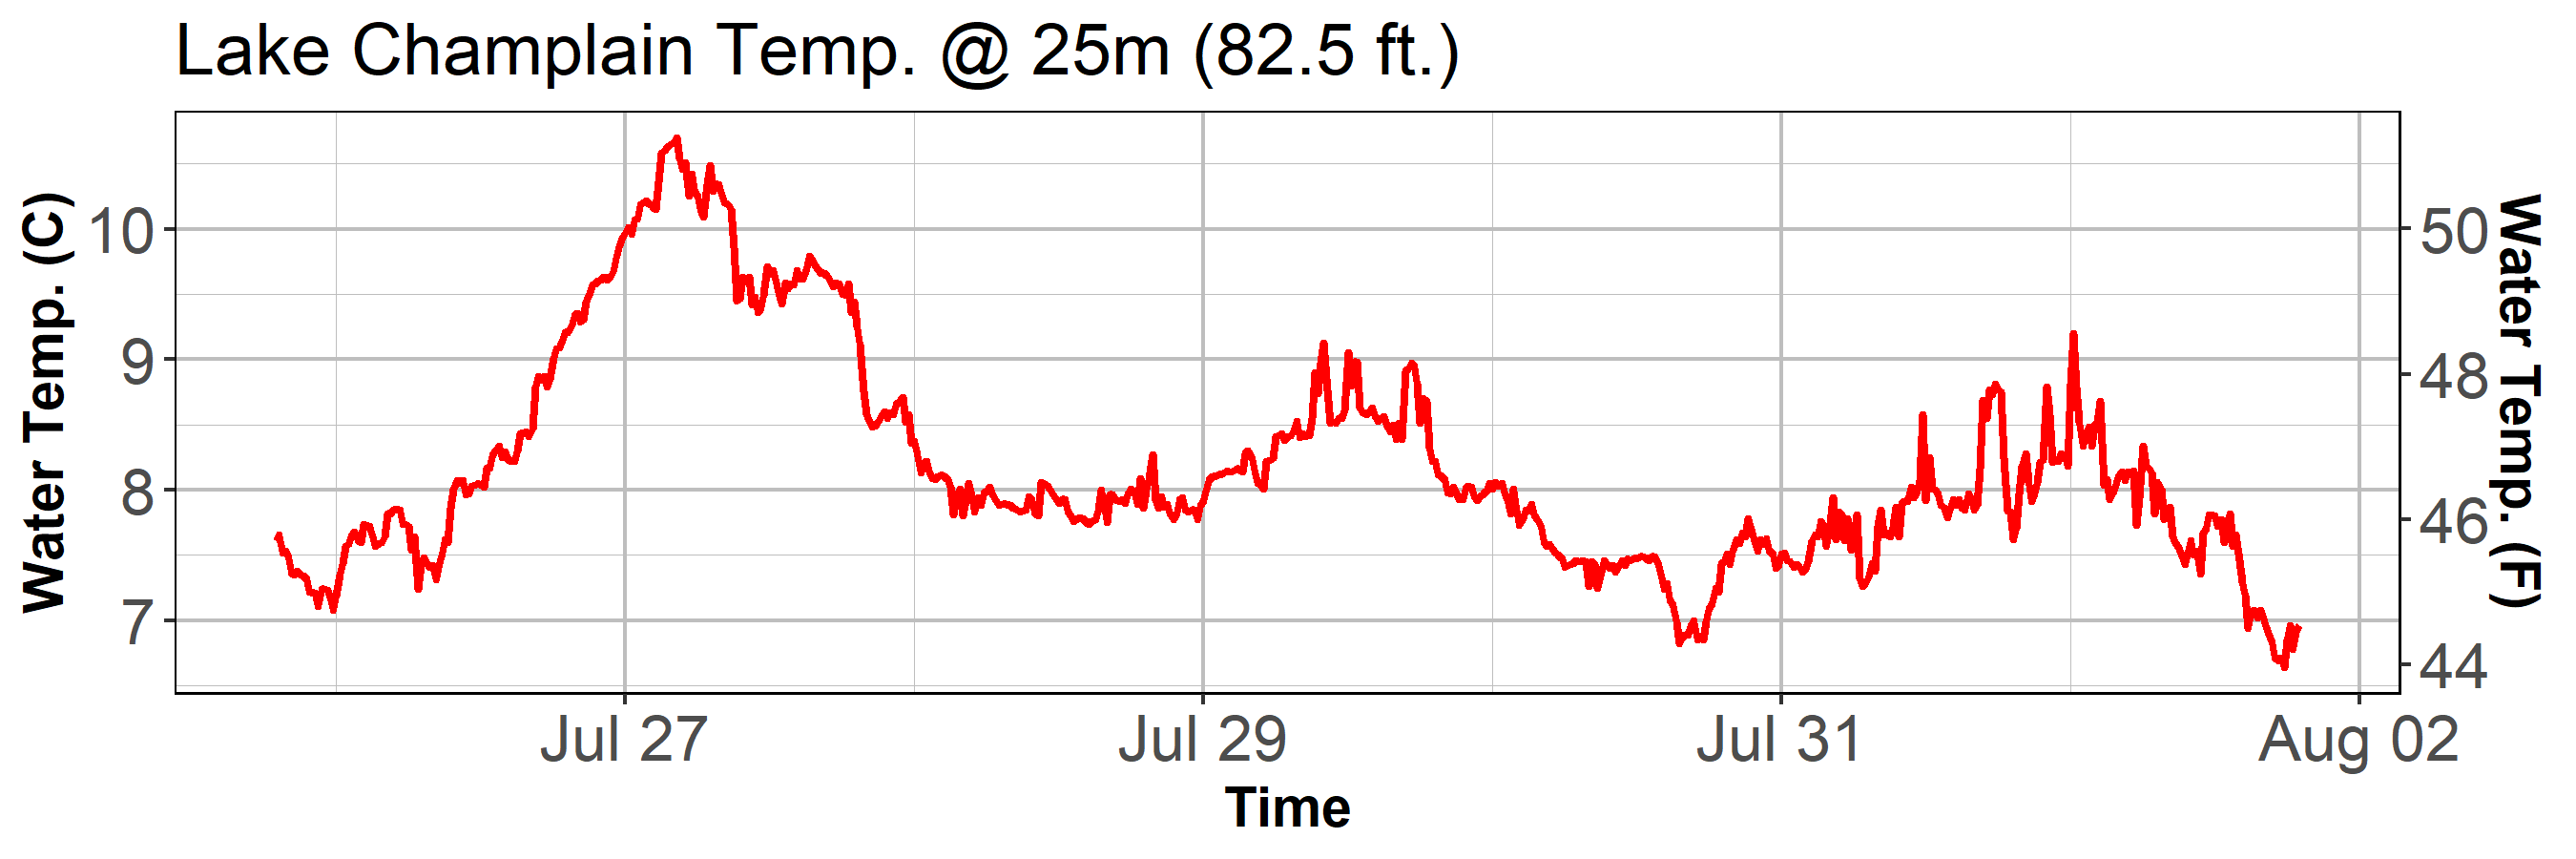 Lake Champlain Temp. @ 25m (82.5 ft.)
Water Temp. (C)
10
9
8
7
50
48
46
44
Water Temp. (F)
Jul 27
Jul 29
Jul 31
Aug 02
Time